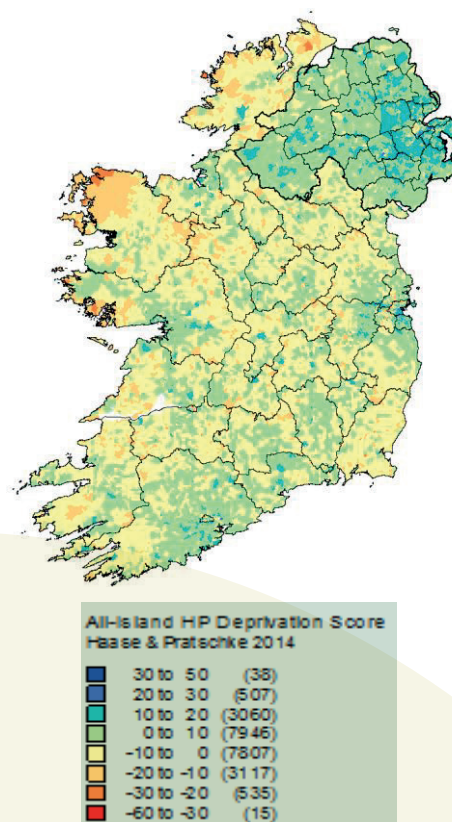 All-Island HP Deprivation Score
Haase & Pratschke 2014
30 to 50 (38)
20 to 30 (507)
10 to 20 (3060)
0 to 10 (7946)
-10 to 0 (7807)
-20 to -10 (3117)
-30 to -20 (535)
-60 to -30 (15)